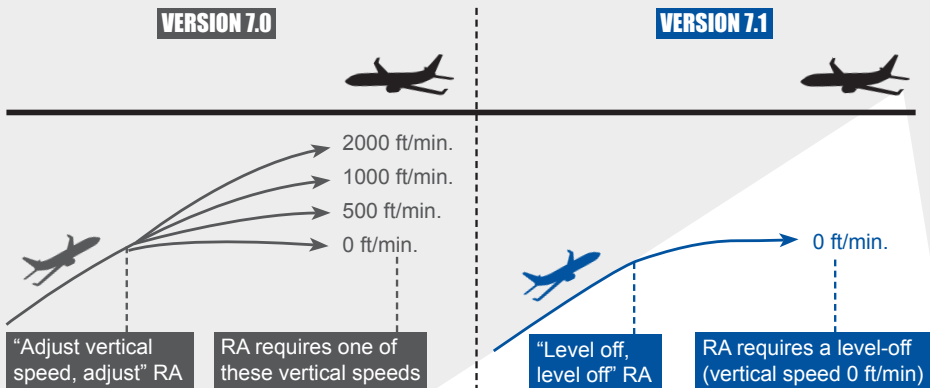 VERSION 7.0
2000 ft/min.
1000 ft/min.
500 ft/min.
0 ft/min.
“Adjust vertical
speed, adjust” RA
RA requires one of
these vertical speeds
VERSION 7.1
0 ft/min.
“Level off,
level off” RA
RA requires a level-off
(vertical speed 0 ft/min)